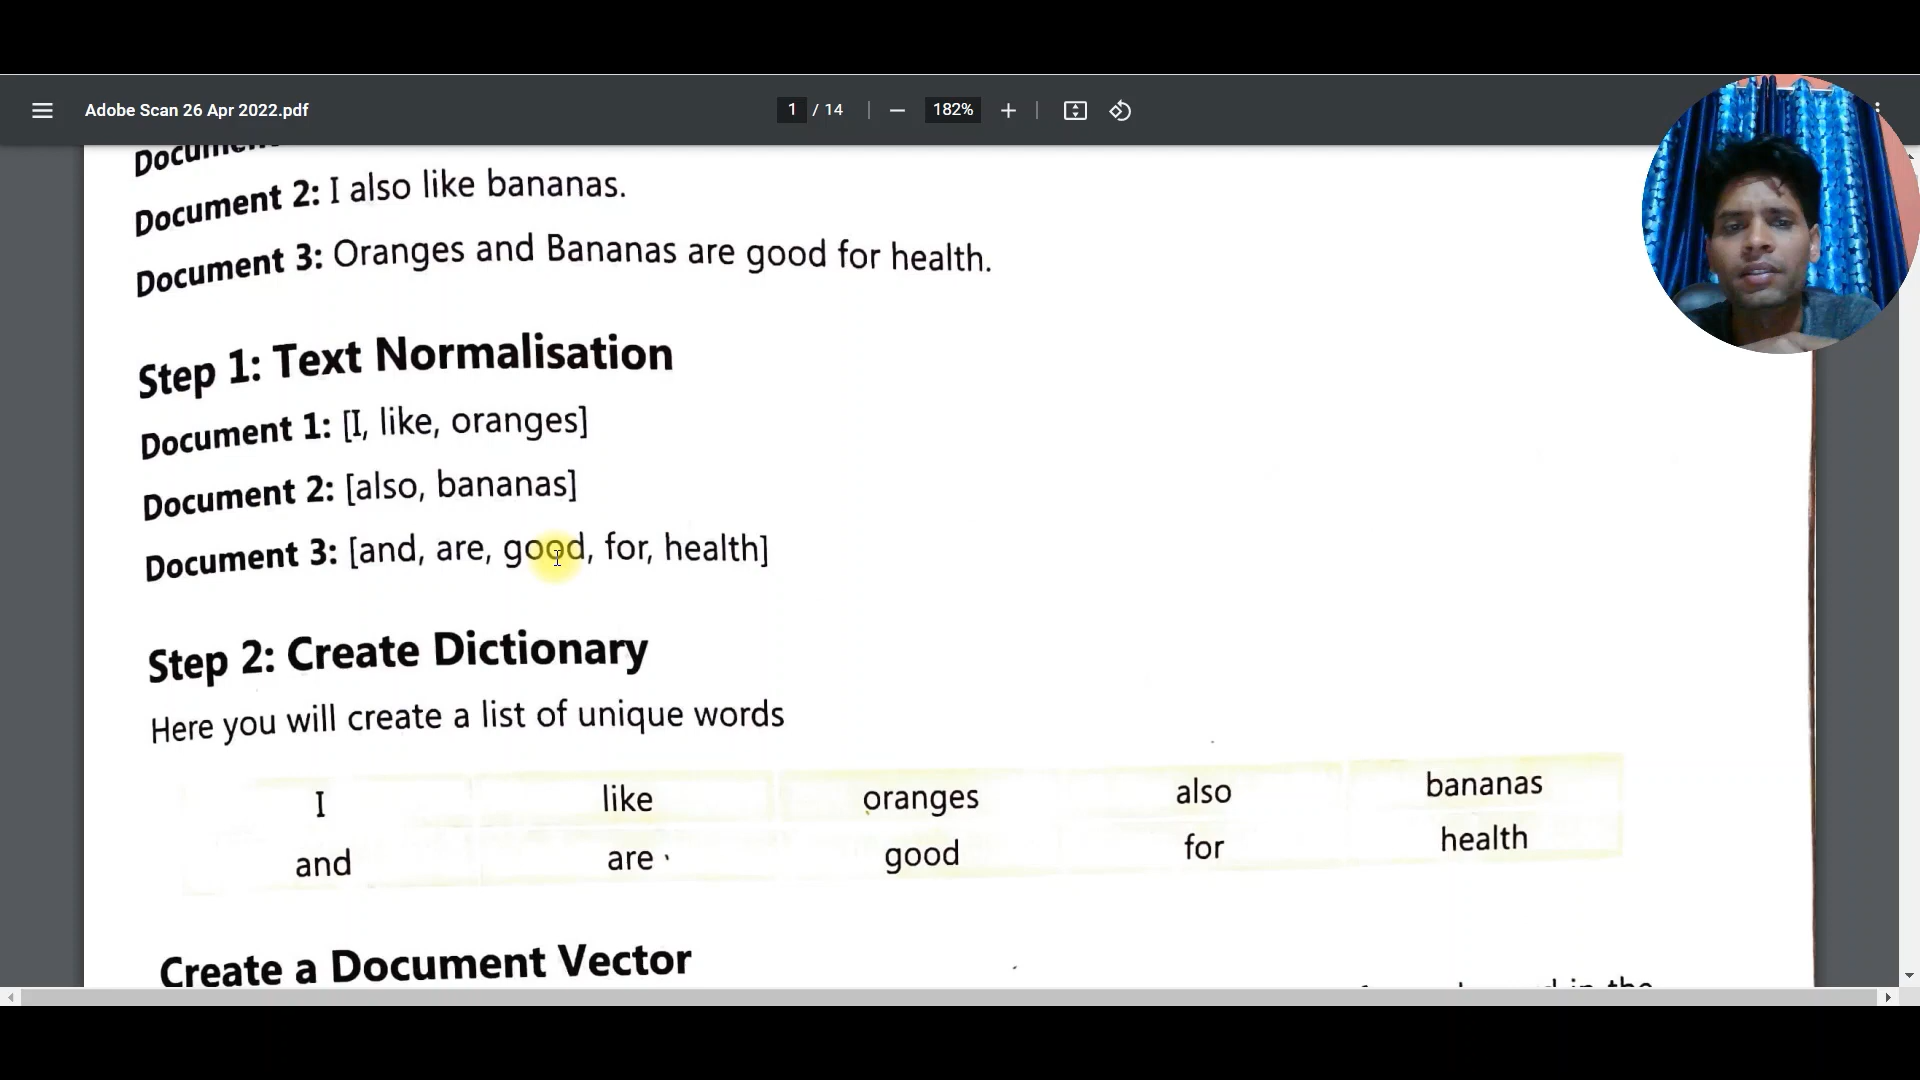 Adobe Scan 26 Apr 2022.pdf
1 / 14
182%
Document 2: I also like bananas.
Document 3: Oranges and Bananas are good for health.
Step 1: Text Normalisation
Document 1: [I, like, oranges]
Document 2: [also, bananas]
Document 3: [and, are, good, for, health]
Step 2: Create Dictionary
Here you will create a list of unique words
I like oranges also bananas
and are good for health
Create a Document Vector